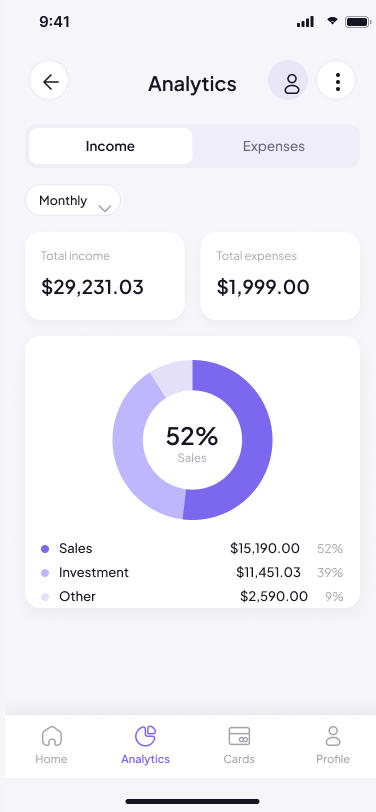 9:41
Analytics
Income Expenses
Monthly
Total income Total expenses
$29,231.03 $1,999.00
52%
Sales
Sales $15,190.00 52%
Investment $11,451.03 39%
Other $2,590.00 9%
Home Analytics Cards Profile